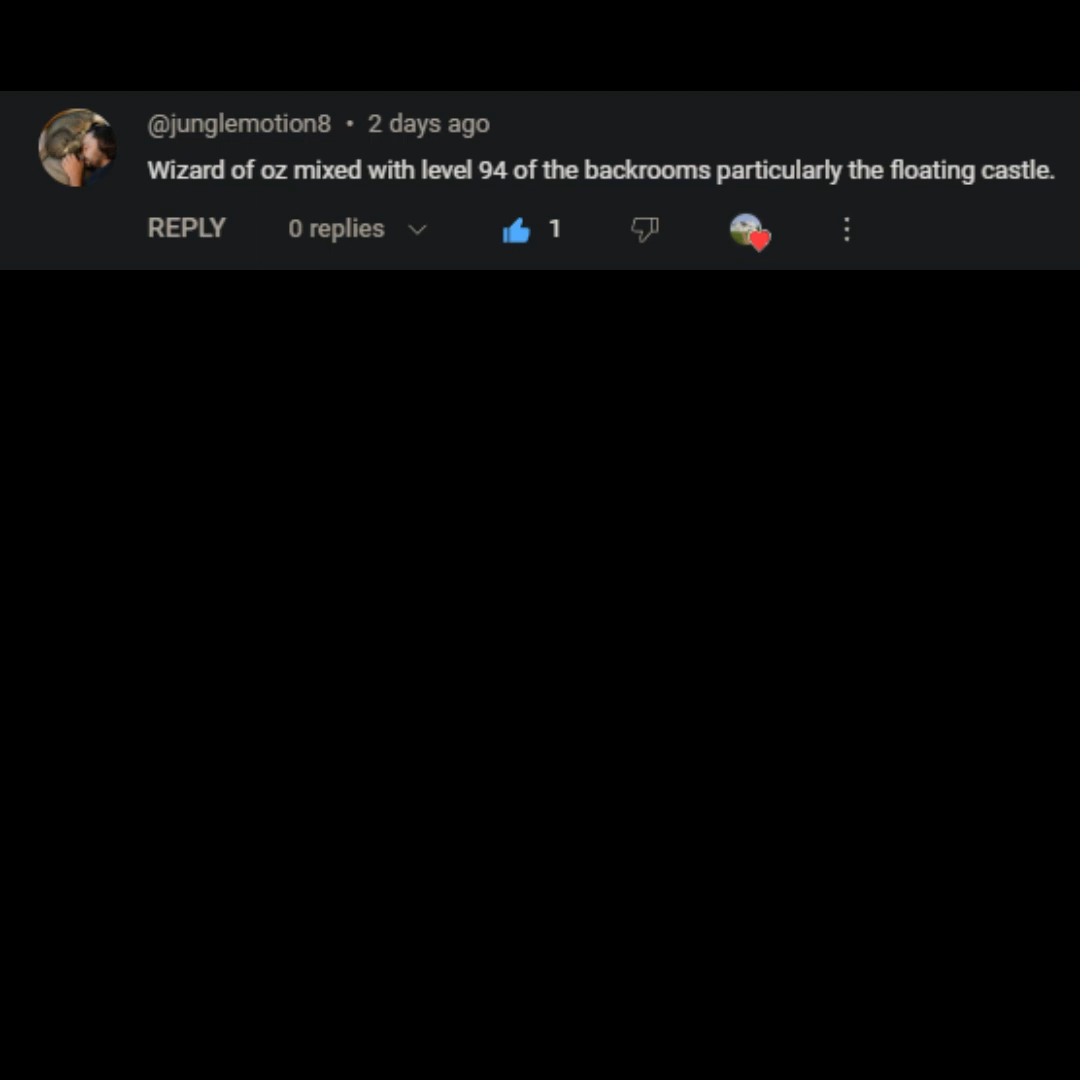 @junglemotion8 • 2 days ago
Wizard of oz mixed with level 94 of the backrooms particularly the floating castle.
REPLY 0 replies 1